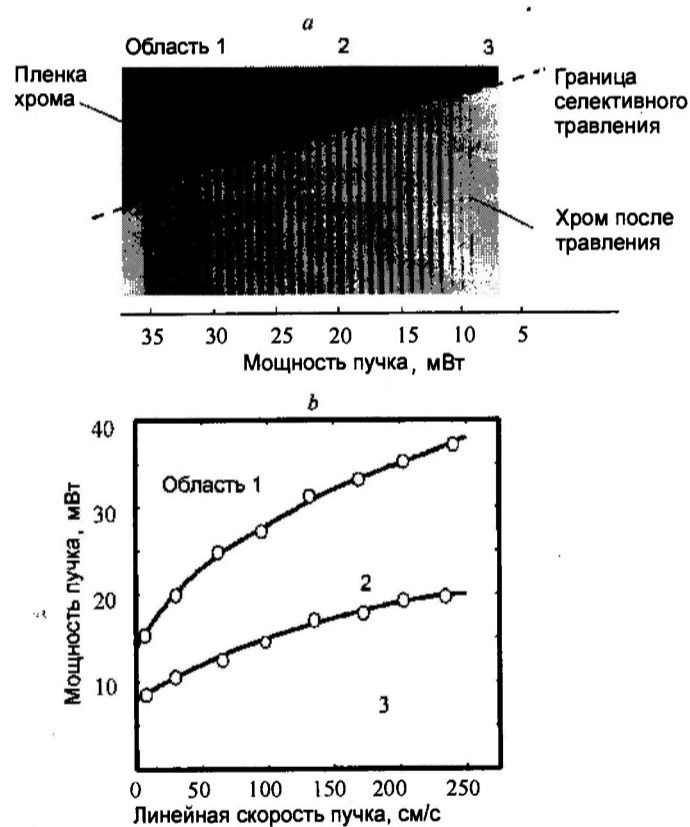 a
Область 1 2 3
Пленка
хрома
Граница
селективного
травления
Хром после
травления
35 30 25 20 15 10 5
Мощность пучка, мВт
b
40
30
20
10
Мощность пучка, мВт
Область 1
2
3
0 50 100 150 200 250
Линейная скорость пучка, см/с